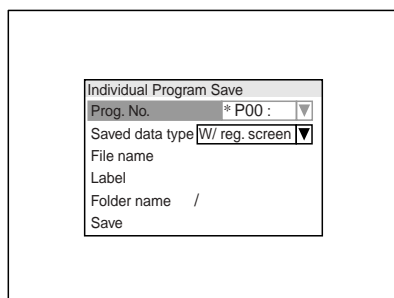 Individual Program Save
Prog. No. * P00 : ▼
Saved data type W/ reg. screen ▼
File name
Label
Folder name /
Save